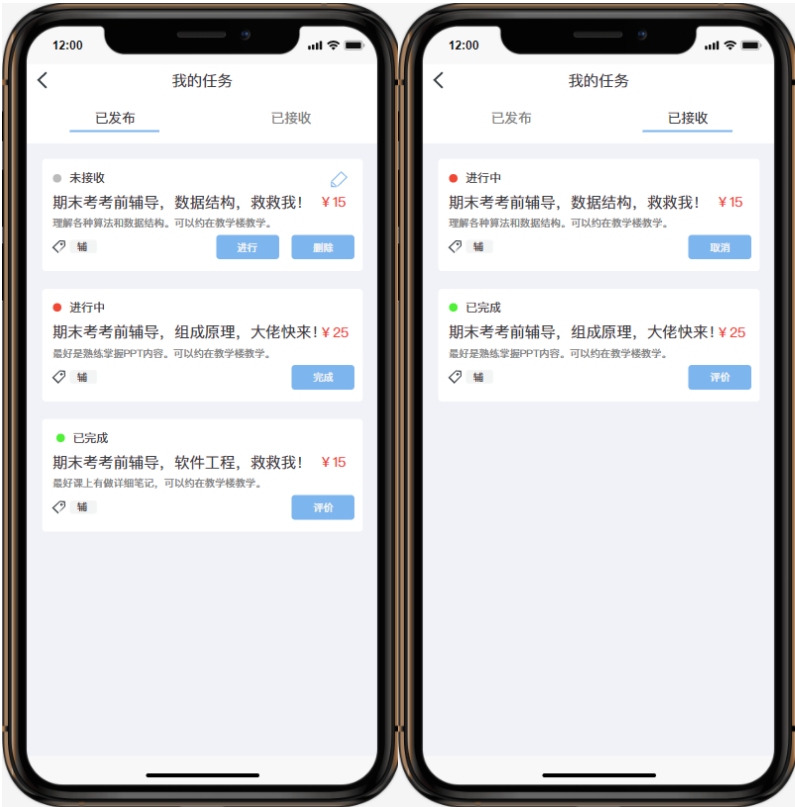 12:00
我的任务
已发布
已接收
未接收
期末考考前辅导，数据结构，救救我！ ¥15
理解各种算法和数据结构。可以约在教学楼教学。
辅
进行
删除
进行中
期末考考前辅导，组成原理，大佬快来！¥25
最好是熟练掌握PPT内容。可以约在教学楼教学。
辅
完成
已完成
期末考考前辅导，软件工程，救救我！ ¥15
最好课上有做详细笔记，可以约在教学楼教学。
辅
评价
12:00
我的任务
已发布
已接收
进行中
期末考考前辅导，数据结构，救救我！ ¥15
理解各种算法和数据结构。可以约在教学楼教学。
辅
取消
已完成
期末考考前辅导，组成原理，大佬快来！¥25
最好是熟练掌握PPT内容。可以约在教学楼教学。
辅
评价